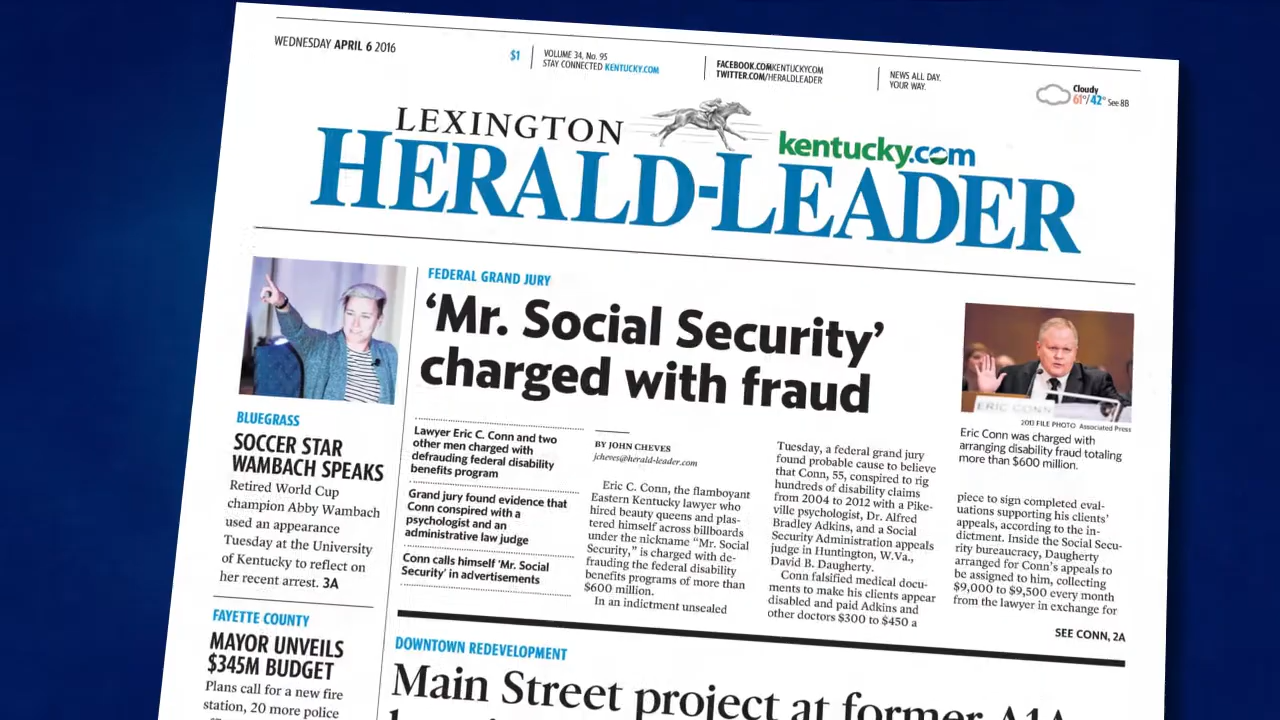 WEDNESDAY APRIL 6 2016
$1
VOLUME 34, No. 95
STAY CONNECTED KENTUCKY.COM
FACEBOOK.COM/KENTUCKYCOM
TWITTER.COM/HERALDLEADER
NEWS ALL DAY.
YOUR WAY.
Cloudy
61°/42° See 8B
LEXINGTON
kentucky.com
HERALD-LEADER
BLUEGRASS
SOCCER STAR
WAMBACH SPEAKS
Retired World Cup
champion Abby Wambach
used an appearance
Tuesday at the University
of Kentucky to reflect on
her recent arrest. 3A
FAYETTE COUNTY
MAYOR UNVEILS
$345M BUDGET
Plans call for a new fire
station, 20 more police
FEDERAL GRAND JURY
‘Mr. Social Security’
charged with fraud
Lawyer Eric C. Conn and two
other men charged with
defrauding federal disability
benefits program
Grand jury found evidence that
Conn conspired with a
psychologist and an
administrative law judge
Conn calls himself ‘Mr. Social
Security’ in advertisements
BY JOHN CHEVES
jcheves@herald-leader.com
Eric C. Conn, the flamboyant
Eastern Kentucky lawyer who
hired beauty queens and plas-
tered himself across billboards
under the nickname “Mr. Social
Security,” is charged with de-
frauding the federal disability
benefits programs of more than
$600 million.
In an indictment unsealed
Tuesday, a federal grand jury
found probable cause to believe
that Conn, 55, conspired to rig
hundreds of disability claims
from 2004 to 2012 with a Pike-
ville psychologist, Dr. Alfred
Bradley Adkins, and a Social
Security Administration appeals
judge in Huntington, W.Va.,
David B. Daugherty.
Conn falsified medical docu-
ments to make his clients appear
disabled and paid Adkins and
other doctors $300 to $450 a
ERIC CONN
2013 FILE PHOTO Associated Press
Eric Conn was charged with
arranging disability fraud totaling
more than $600 million.
piece to sign completed eval-
uations supporting his clients’
appeals, according to the in-
dictment. Inside the Social Secu-
rity bureaucracy, Daugherty
arranged for Conn’s appeals to
be assigned to him, collecting
$9,000 to $9,500 every month
from the lawyer in exchange for
SEE CONN, 2A
DOWNTOWN REDEVELOPMENT
Main Street project at former A1A